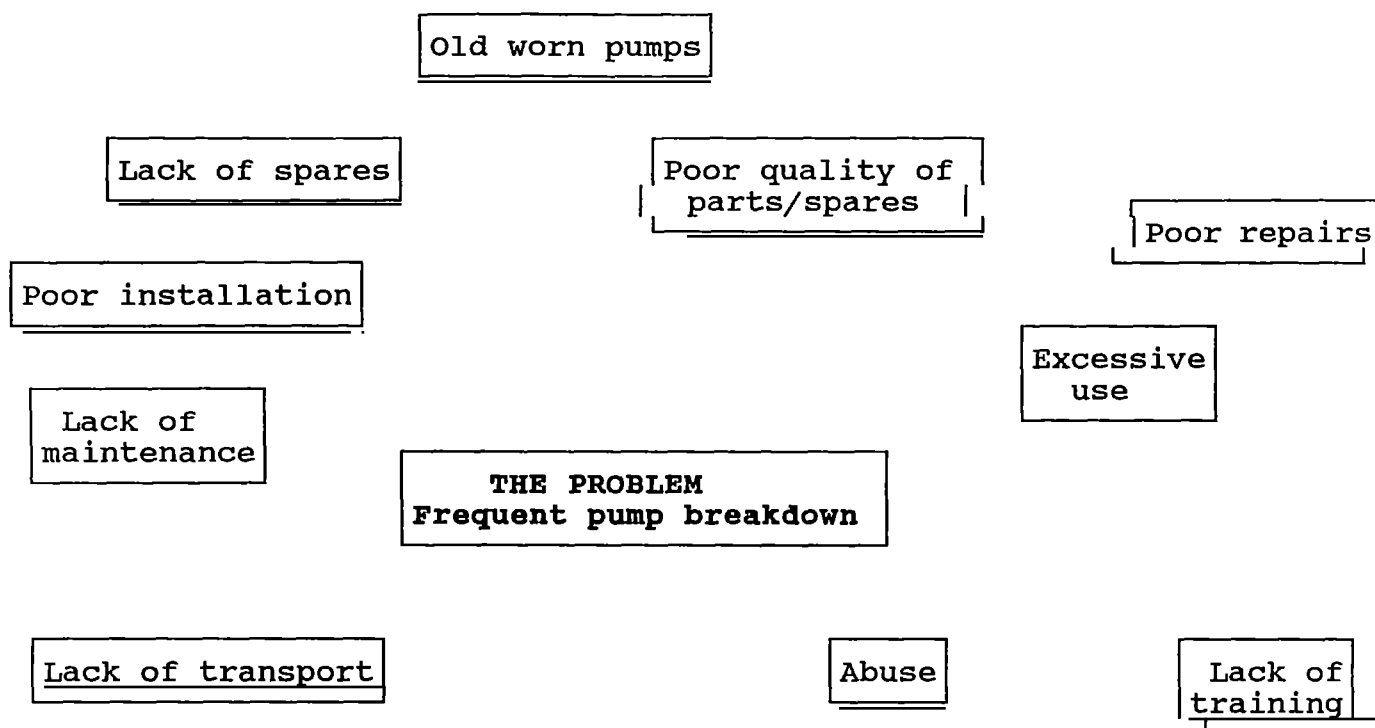 Old worn pumps
Lack of spares
Poor quality of
parts/spares
Poor repairs
Poor installation
Excessive
use
Lack of
maintenance
THE PROBLEM
Frequent pump breakdown
Lack of transport
Abuse
Lack of
training